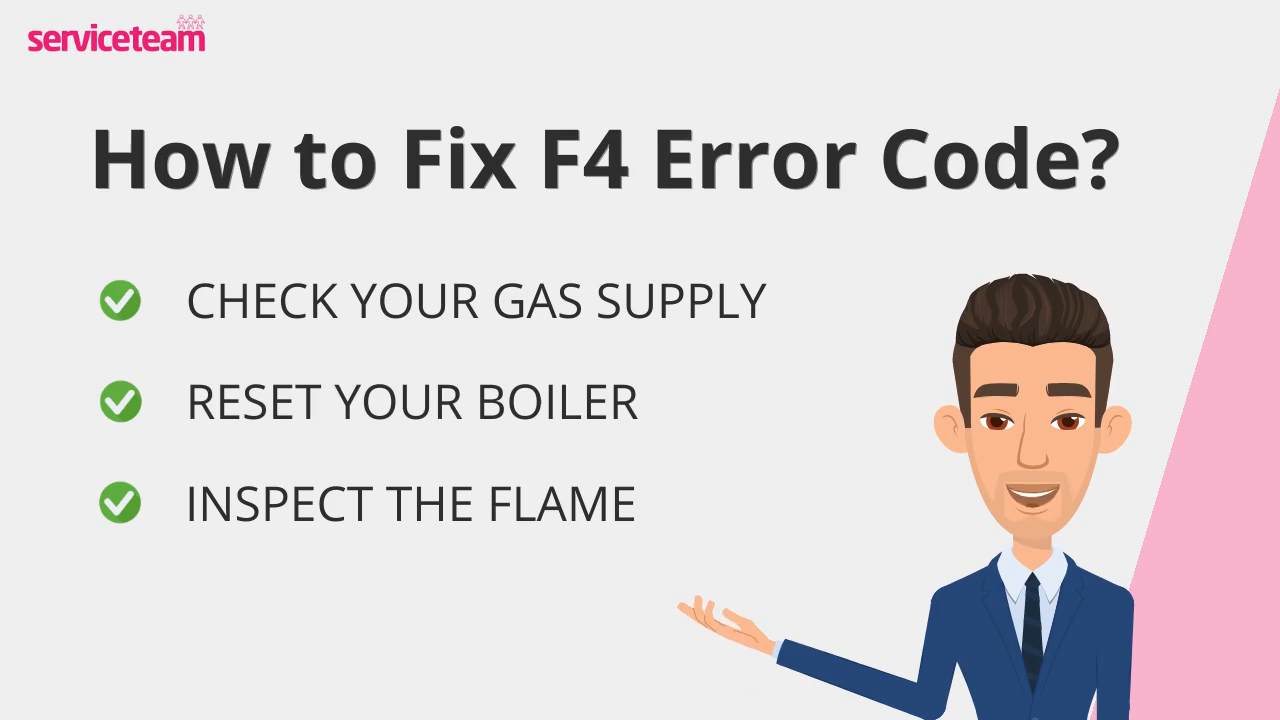 serviceteam
How to Fix F4 Error Code?
CHECK YOUR GAS SUPPLY
RESET YOUR BOILER
INSPECT THE FLAME